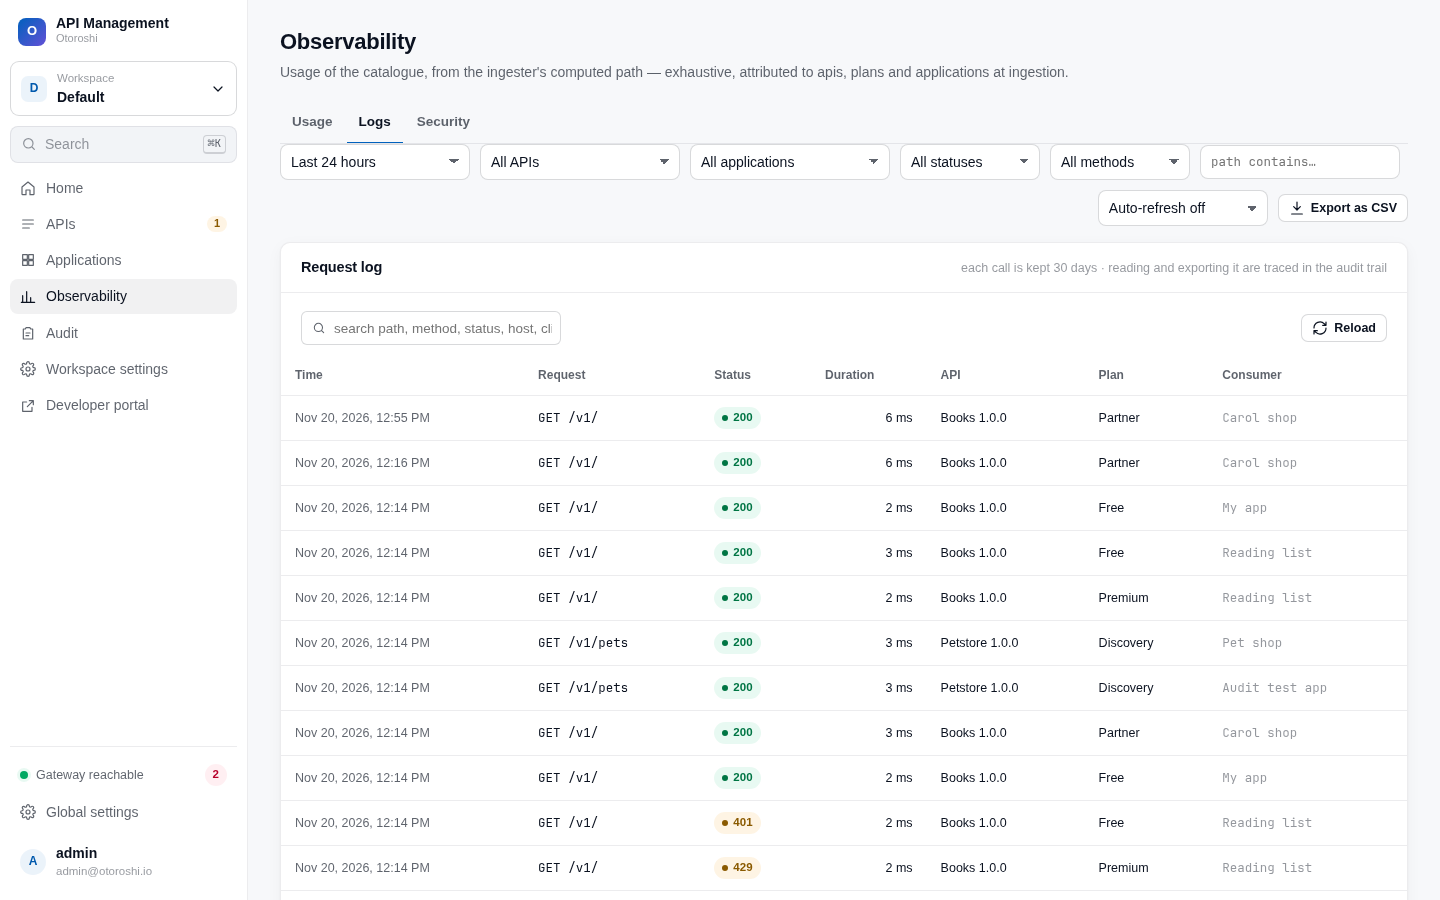 O
API Management
Otoroshi
D
Workspace
Default
Search
⌘K
Home
APIs 1
Applications
Observability
Audit
Workspace settings
Developer portal
Gateway reachable 2
Global settings
A
admin
admin@otoroshi.io
Observability
Usage of the catalogue, from the ingester's computed path — exhaustive, attributed to apis, plans and applications at ingestion.
Usage Logs Security
Last 24 hours All APIs All applications All statuses All methods path contains…
Auto-refresh off Export as CSV
Request log each call is kept 30 days · reading and exporting it are traced in the audit trail
search path, method, status, host, cli Reload
Time Request Status Duration API Plan Consumer
Nov 20, 2026, 12:55 PM GET /v1/ 200 6 ms Books 1.0.0 Partner Carol shop
Nov 20, 2026, 12:16 PM GET /v1/ 200 6 ms Books 1.0.0 Partner Carol shop
Nov 20, 2026, 12:14 PM GET /v1/ 200 2 ms Books 1.0.0 Free My app
Nov 20, 2026, 12:14 PM GET /v1/ 200 3 ms Books 1.0.0 Free Reading list
Nov 20, 2026, 12:14 PM GET /v1/ 200 2 ms Books 1.0.0 Premium Reading list
Nov 20, 2026, 12:14 PM GET /v1/pets 200 3 ms Petstore 1.0.0 Discovery Pet shop
Nov 20, 2026, 12:14 PM GET /v1/pets 200 3 ms Petstore 1.0.0 Discovery Audit test app
Nov 20, 2026, 12:14 PM GET /v1/ 200 3 ms Books 1.0.0 Partner Carol shop
Nov 20, 2026, 12:14 PM GET /v1/ 200 2 ms Books 1.0.0 Free My app
Nov 20, 2026, 12:14 PM GET /v1/ 401 2 ms Books 1.0.0 Free Reading list
Nov 20, 2026, 12:14 PM GET /v1/ 429 2 ms Books 1.0.0 Premium Reading list